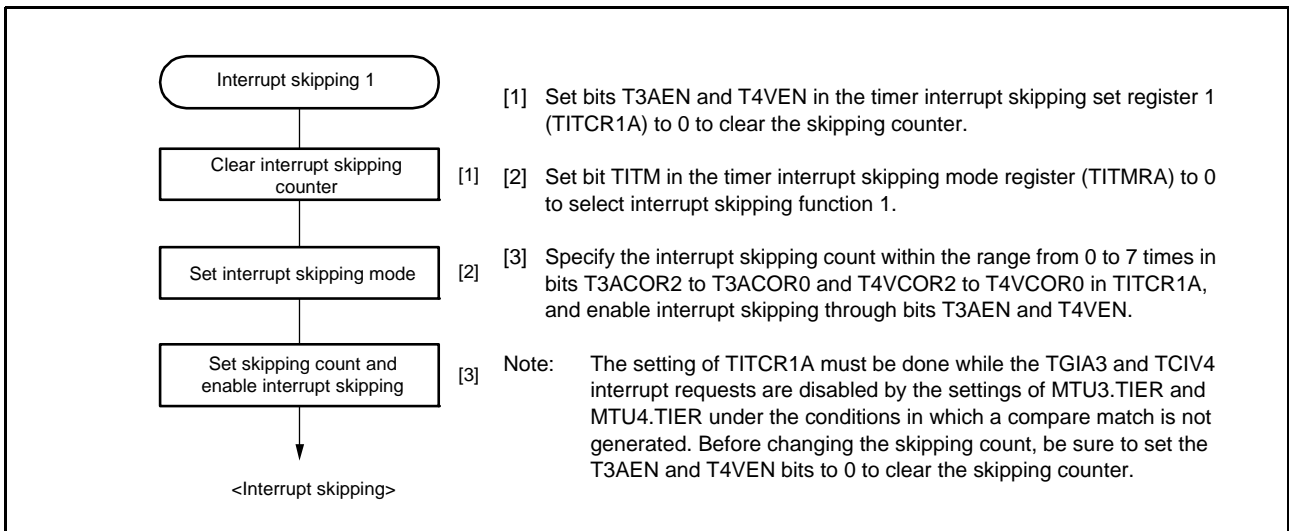 Interrupt skipping 1
Clear interrupt skipping
counter
[1]
Set interrupt skipping mode
[2]
Set skipping count and
enable interrupt skipping
[3]
<Interrupt skipping>
[1] Set bits T3AEN and T4VEN in the timer interrupt skipping set register 1
(TITCR1A) to 0 to clear the skipping counter.
[2] Set bit TITM in the timer interrupt skipping mode register (TITMRA) to 0
to select interrupt skipping function 1.
[3] Specify the interrupt skipping count within the range from 0 to 7 times in
bits T3ACOR2 to T3ACOR0 and T4VCOR2 to T4VCOR0 in TITCR1A,
and enable interrupt skipping through bits T3AEN and T4VEN.
Note: The setting of TITCR1A must be done while the TGIA3 and TCIV4
interrupt requests are disabled by the settings of MTU3.TIER and
MTU4.TIER under the conditions in which a compare match is not
generated. Before changing the skipping count, be sure to set the
T3AEN and T4VEN bits to 0 to clear the skipping counter.